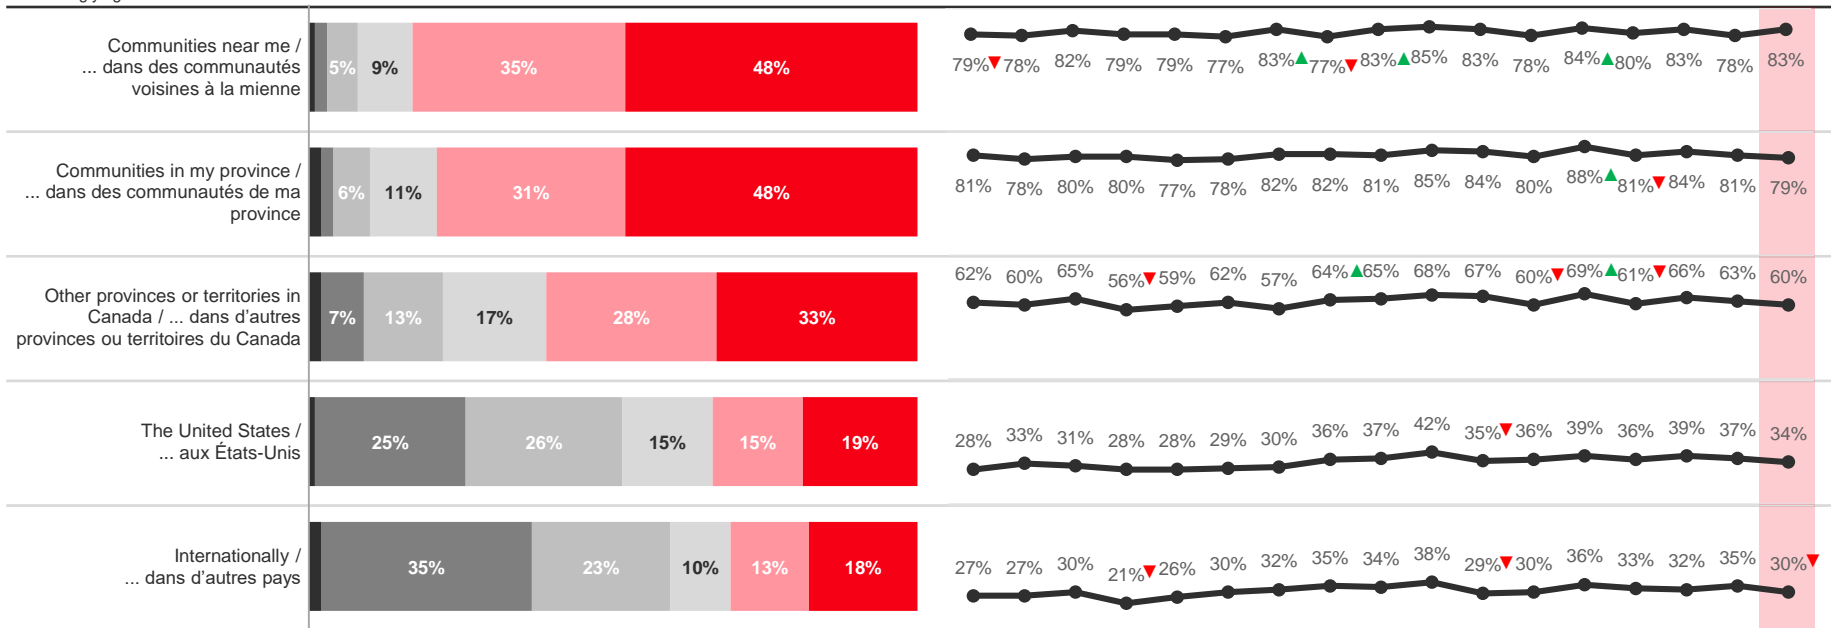 Communities near me /
... dans des communautés
voisines à la mienne
5% 9% 35% 48%
79%▼78% 82% 79% 79% 77% 83%▲77%▼83%▲85% 83% 78% 84%▲80% 83% 78% 83%
Communities in my province /
... dans des communautés de ma
province
6% 11% 31% 48%
81% 78% 80% 80% 77% 78% 82% 82% 81% 85% 84% 80% 88%▲81%▼84% 81% 79%
Other provinces or territories in
Canada / ... dans d’autres
provinces ou territoires du Canada
7% 13% 17% 28% 33%
62% 60% 65% 56%▼59% 62% 57% 64%▲65% 68% 67% 60%▼69%▲61%▼66% 63% 60%
The United States /
... aux États-Unis
25% 26% 15% 15% 19%
28% 33% 31% 28% 28% 29% 30% 36% 37% 42% 35%▼36% 39% 36% 39% 37% 34%
Internationally /
... dans d’autres pays
35% 23% 10% 13% 18%
27% 27% 30% 21%▼26% 30% 32% 35% 34% 38% 29%▼30% 36% 33% 32% 35% 30%▼